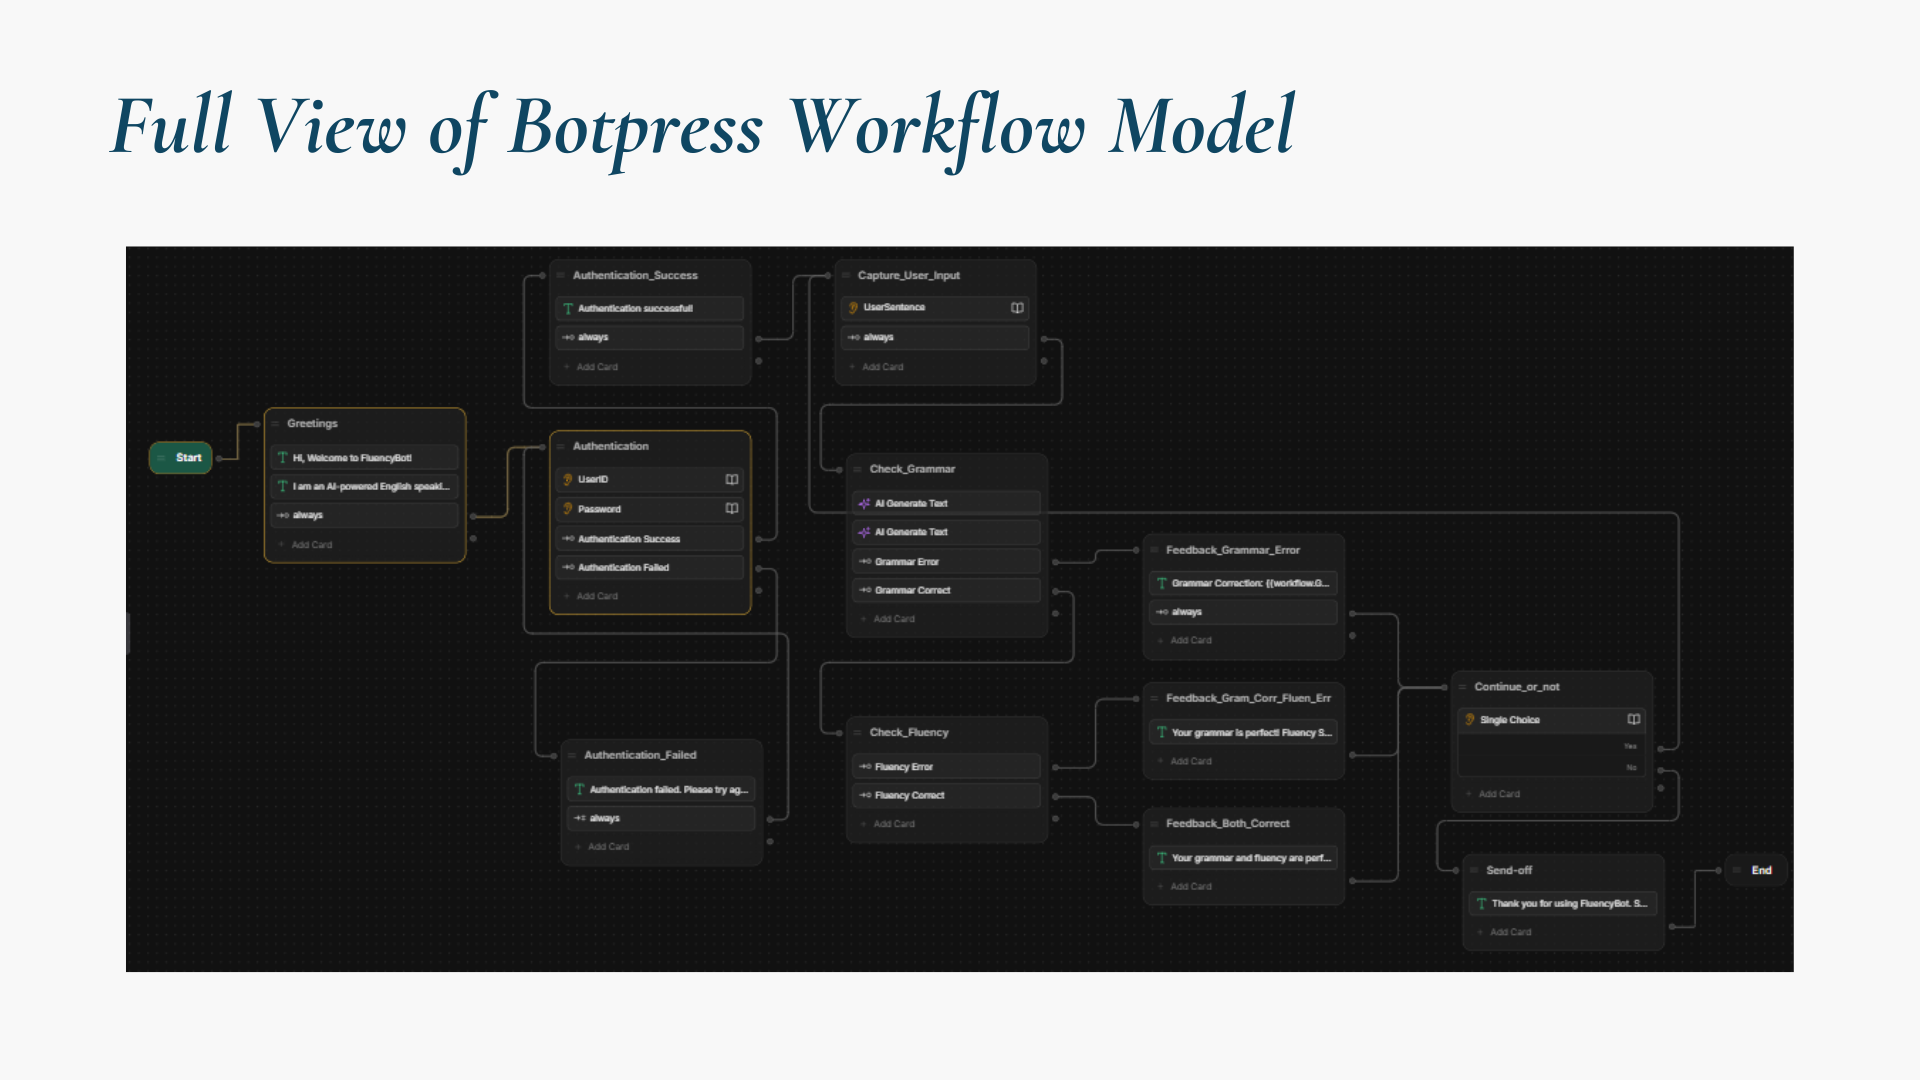 Full View of Botpress Workflow Model
Start
Greetings
Hi, Welcome to FluencyBot!
I am an AI-powered English speaki...
always
Add Card
Authentication_Success
Authentication successful!
always
Add Card
Authentication
UserID
Password
Authentication Success
Authentication Failed
Add Card
Authentication_Failed
Authentication failed. Please try ag...
always
Add Card
Capture_User_Input
UserSentence
always
Add Card
Check_Grammar
AI Generate Text
AI Generate Text
Grammar Error
Grammar Correct
Add Card
Check_Fluency
Fluency Error
Fluency Correct
Add Card
Feedback_Grammar_Error
Grammar Correction: {{workflow.G...
always
Add Card
Feedback_Gram_Corr_Fluen_Err
Your grammar is perfect! Fluency S...
Add Card
Feedback_Both_Correct
Your grammar and fluency are perf...
Add Card
Continue_or_not
Single Choice
Yes
No
Add Card
Send-off
Thank you for using FluencyBot. S...
Add Card
End